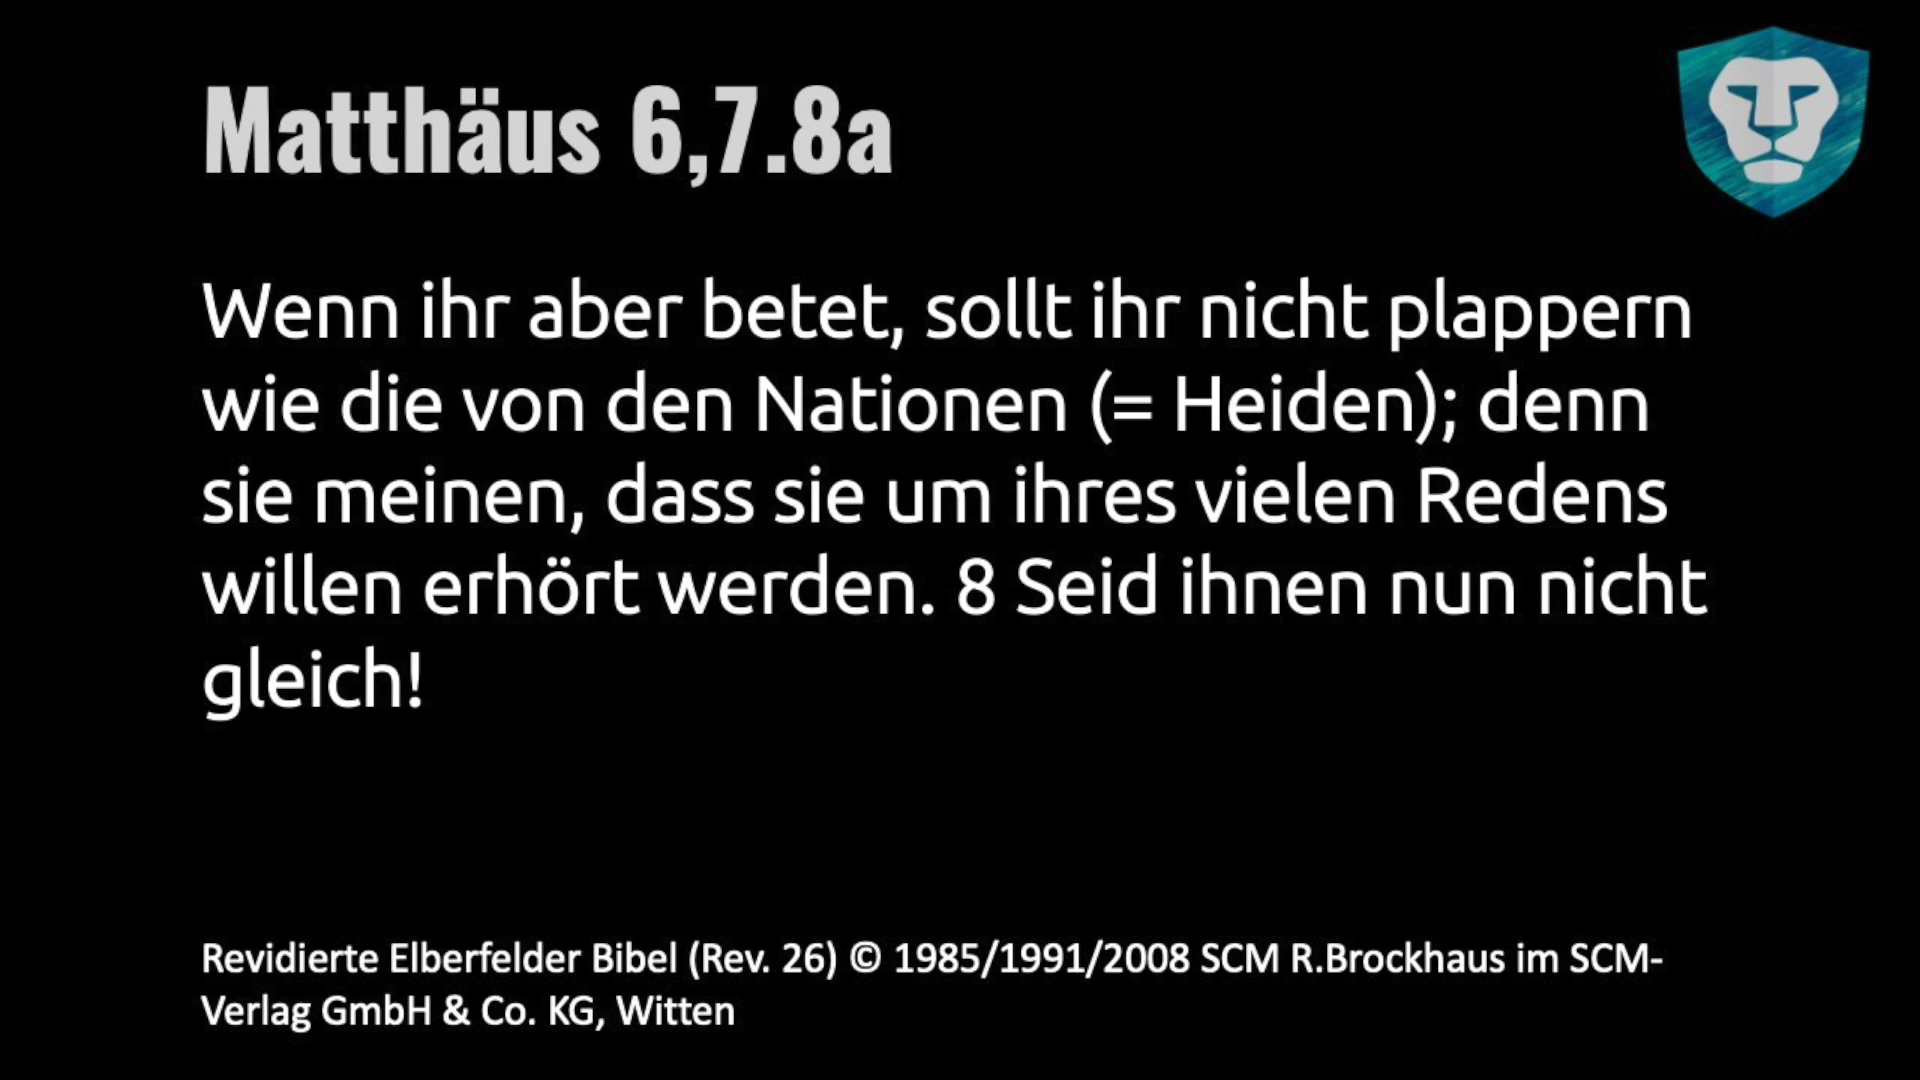 Matthäus 6,7.8a
Wenn ihr aber betet, sollt ihr nicht plappern
wie die von den Nationen (= Heiden); denn
sie meinen, dass sie um ihres vielen Redens
willen erhört werden. 8 Seid ihnen nun nicht
gleich!
Revidierte Elberfelder Bibel (Rev. 26) © 1985/1991/2008 SCM R.Brockhaus im SCM-
Verlag GmbH & Co. KG, Witten